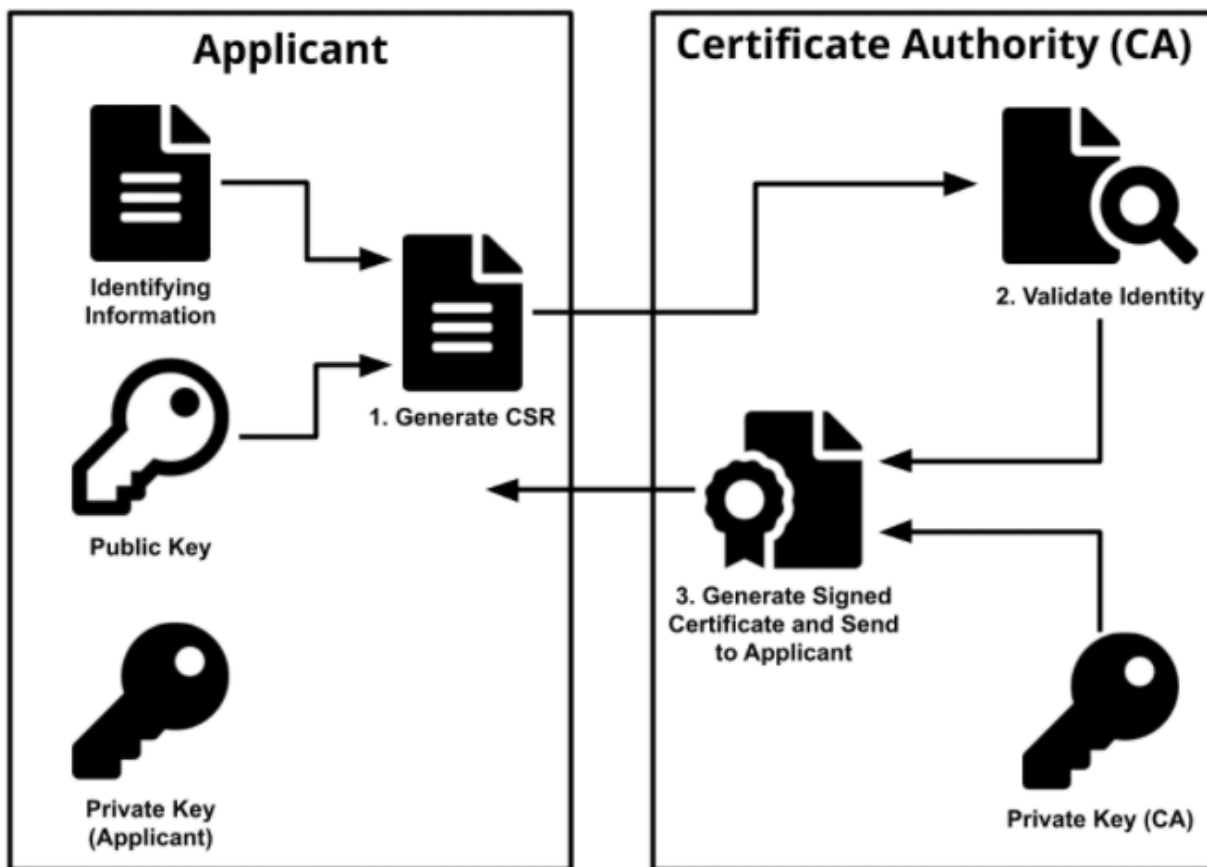 Applicant
Certificate Authority (CA)
Identifying
Information
1. Generate CSR
2. Validate Identity
Public Key
3. Generate Signed
Certificate and Send
to Applicant
Private Key
(Applicant)
Private Key (CA)